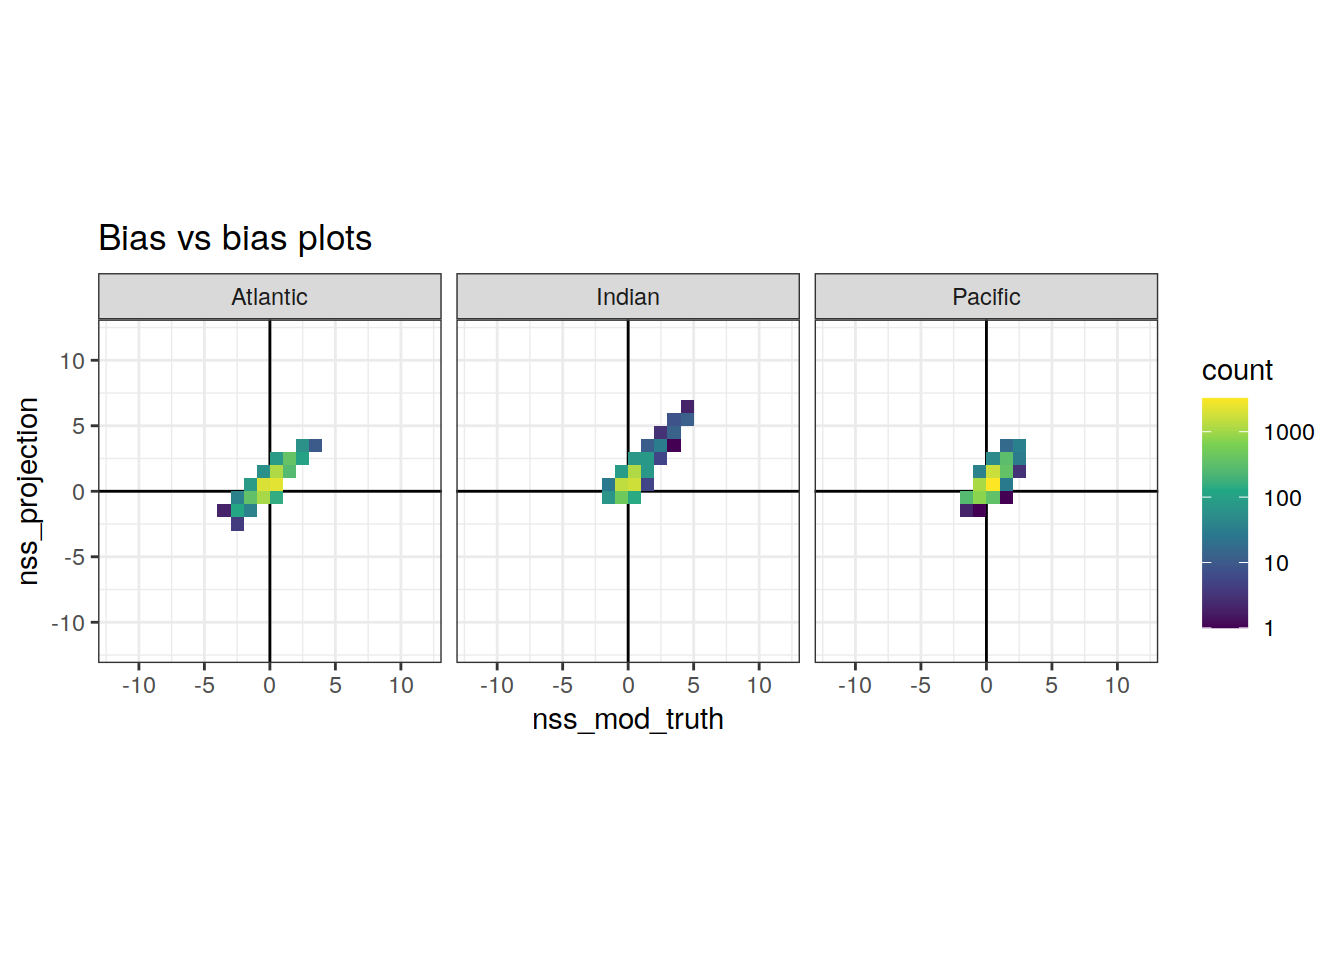 Bias vs bias plots
Atlantic Indian Pacific
10
5
0
-5
-10
nss_projection
-10 -5 0 5 10 -10 -5 0 5 10 -10 -5 0 5 10
nss_mod_truth
count
1000
100
10
1